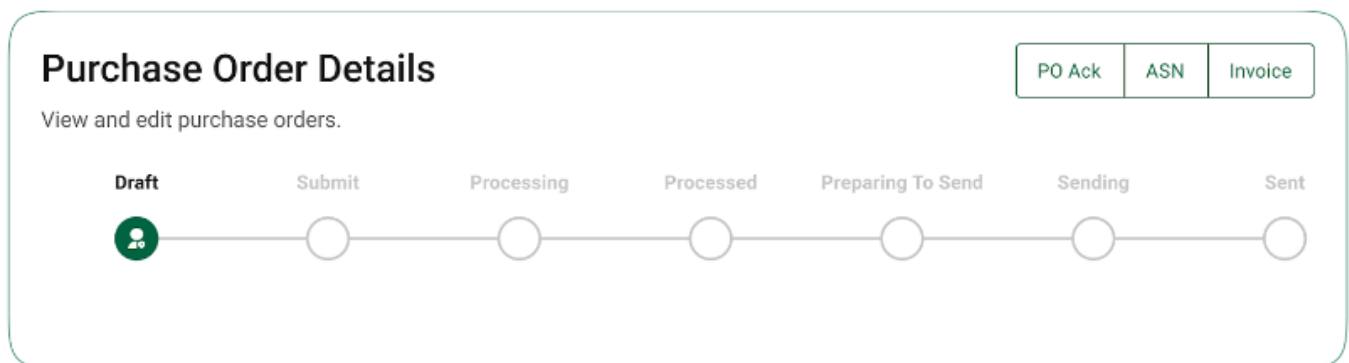 Purchase Order Details
PO Ack ASN Invoice
View and edit purchase orders.
Draft Submit Processing Processed Preparing To Send Sending Sent